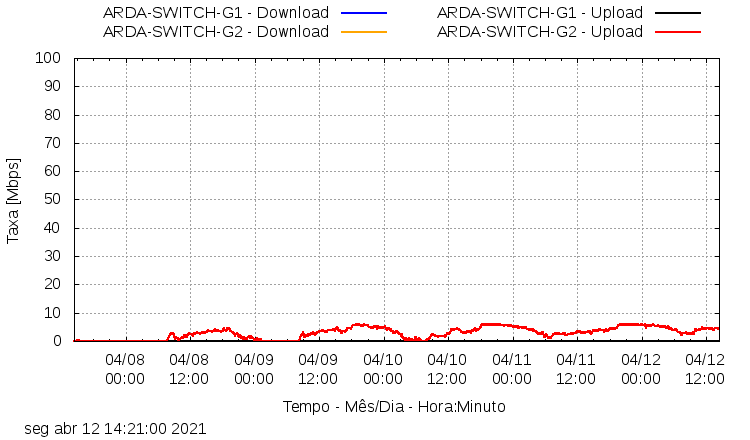 ARDA-SWITCH-G1 - Download ARDA-SWITCH-G1 - Upload
ARDA-SWITCH-G2 - Download ARDA-SWITCH-G2 - Upload
100
90
80
70
60
50
40
30
20
10
0
Taxa [Mbps]
04/08 04/08 04/09 04/09 04/10 04/10 04/11 04/11 04/12 04/12
00:00 12:00 00:00 12:00 00:00 12:00 00:00 12:00 00:00 12:00
Tempo - Mês/Dia - Hora:Minuto
seg abr 12 14:21:00 2021